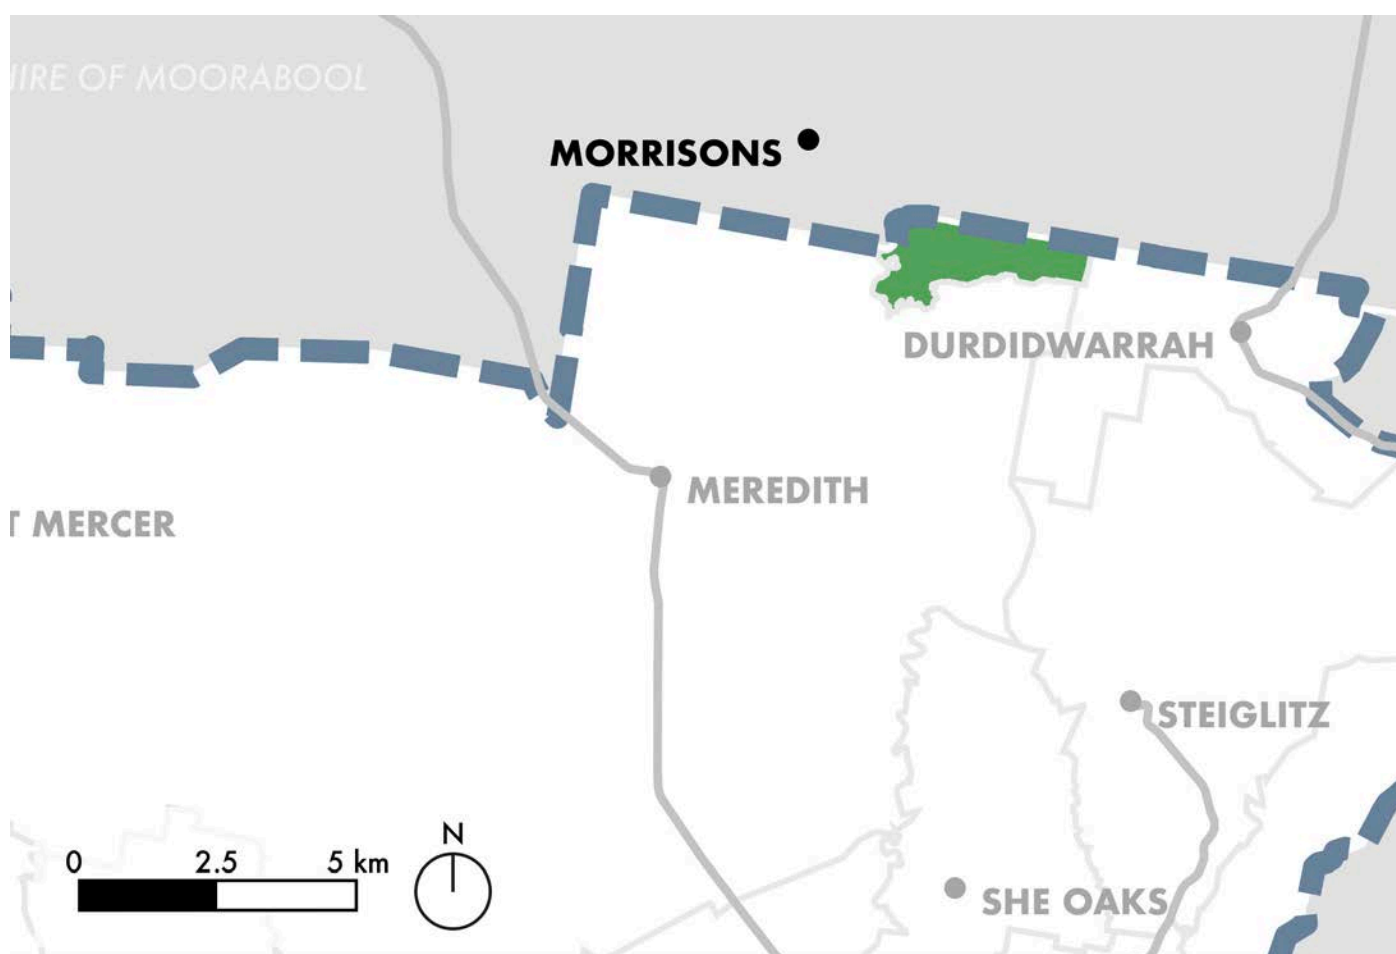 IRE OF MOORABOOL
MORRISONS
DURDIDWARRAH
MEREDITH
T MERCER
STEIGLITZ
N
0 2.5 5 km
SHE OAKS